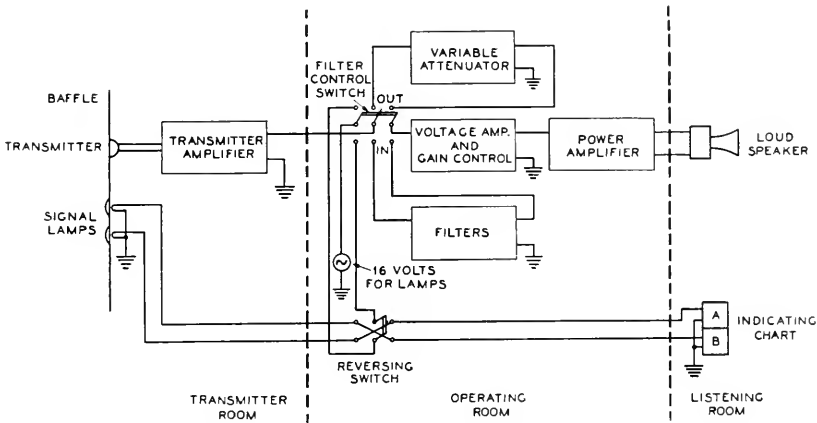 VARIABLE
ATTENUATOR
FILTER
CONTROL
SWITCH
OUT
BAFFLE
TRANSMITTER
TRANSMITTER
AMPLIFIER
VOLTAGE AMP.
AND
GAIN CONTROL
POWER
AMPLIFIER
LOUD
SPEAKER
IN
SIGNAL
LAMPS
FILTERS
16 VOLTS
FOR LAMPS
A
B
INDICATING
CHART
REVERSING
SWITCH
TRANSMITTER
ROOM
OPERATING
ROOM
LISTENING
ROOM